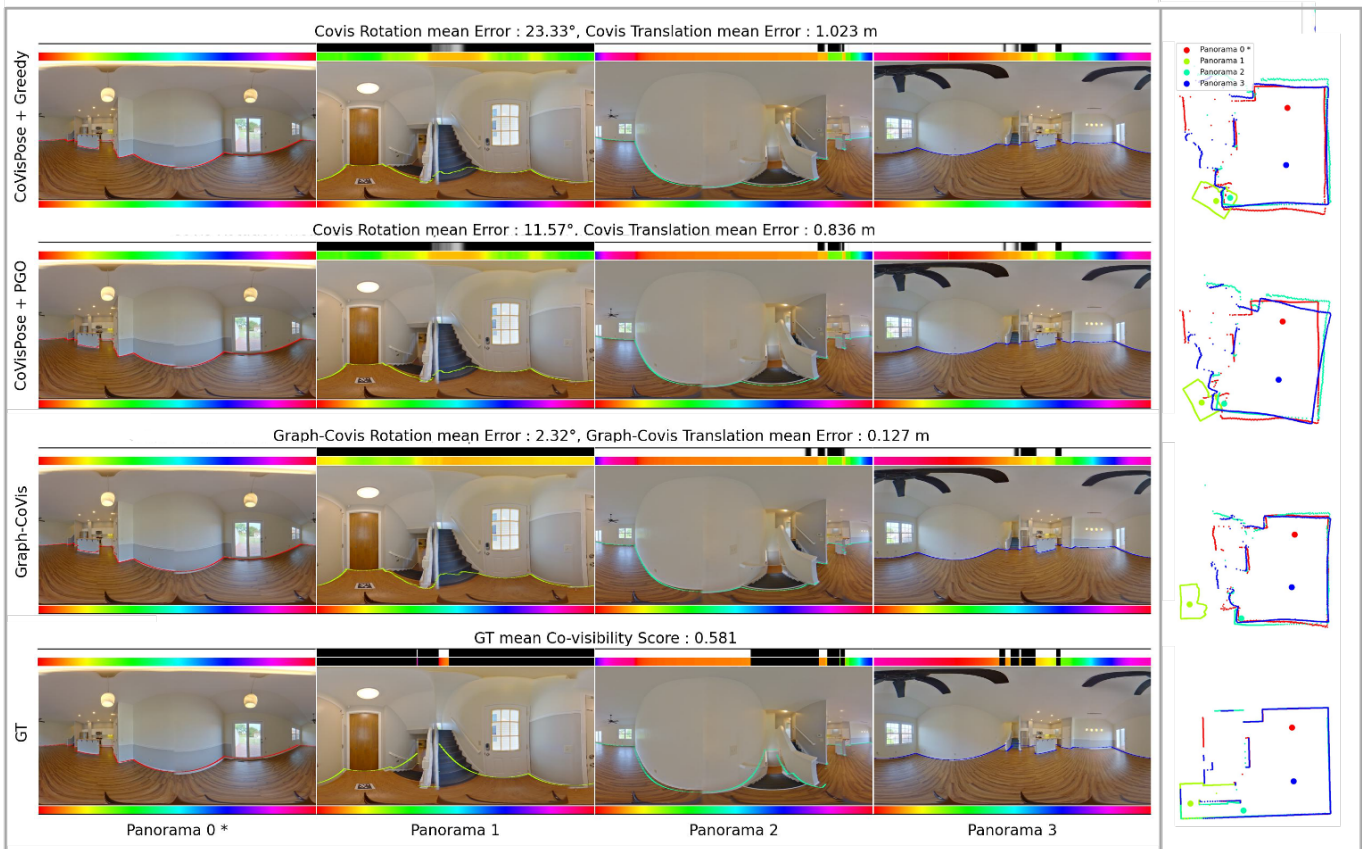 Covis Rotation mean Error : 23.33°, Covis Translation mean Error : 1.023 m
CoVisPose + Greedy
Panorama 0 *
Panorama 1
Panorama 2
Panorama 3
Covis Rotation mean Error : 11.57°. Covis Translation mean Error : 0.836 m
CoVisPose + PGO
Graph-Covis Rotation mean Error : 2.32°, Graph-Covis Translation mean Error : 0.127 m
Graph-CoVis
GT mean Co-visibility Score : 0.581
GT
Panorama 0 *
Panorama 1
Panorama 2
Panorama 3